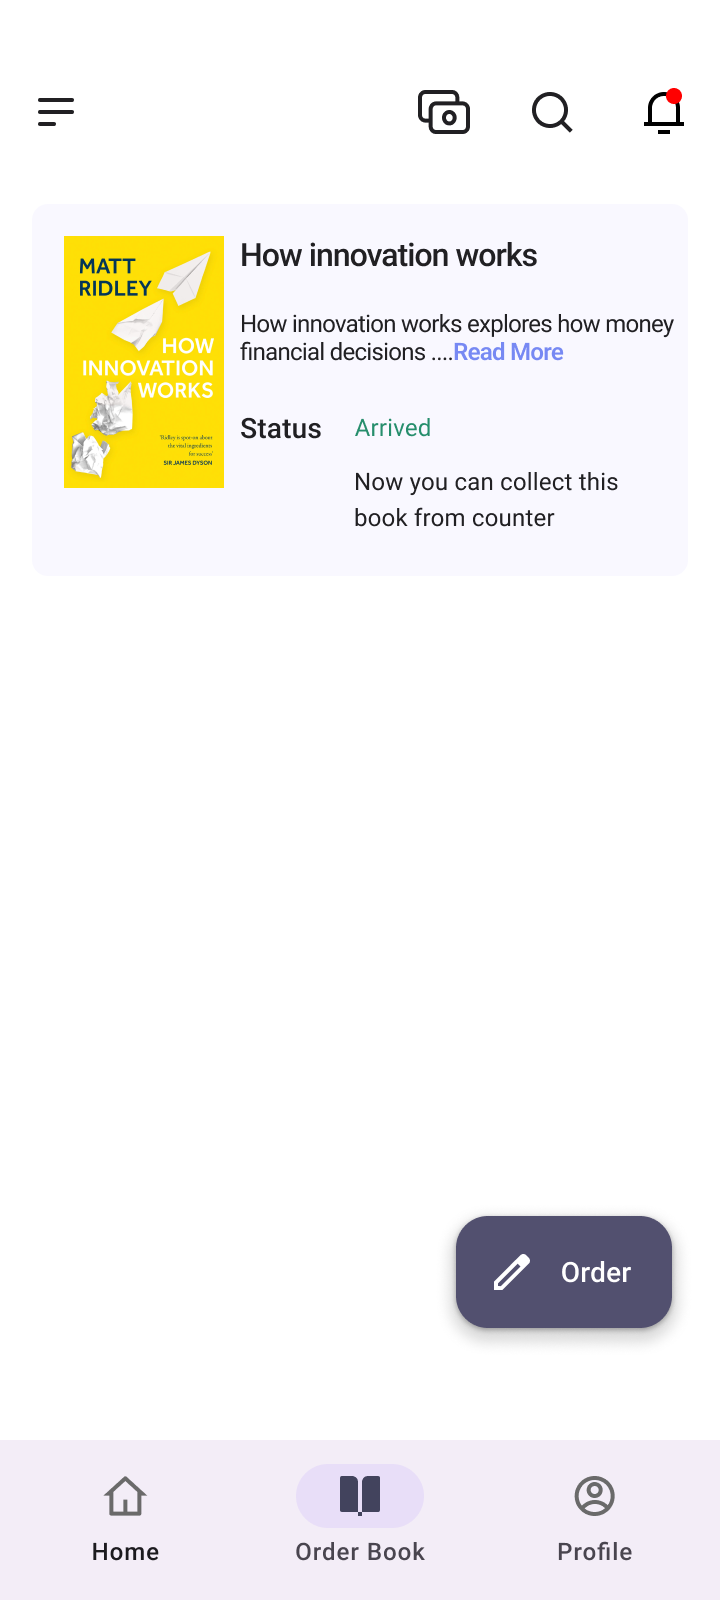 How innovation works
MATT
RIDLEY
HOW
INNOVATION
WORKS
'Ridley is spot-on about
the vital ingredients
for success'
SIR JAMES DYSON
How innovation works explores how money
financial decisions ....Read More
Status Arrived
Now you can collect this
book from counter
Order
Home Order Book Profile